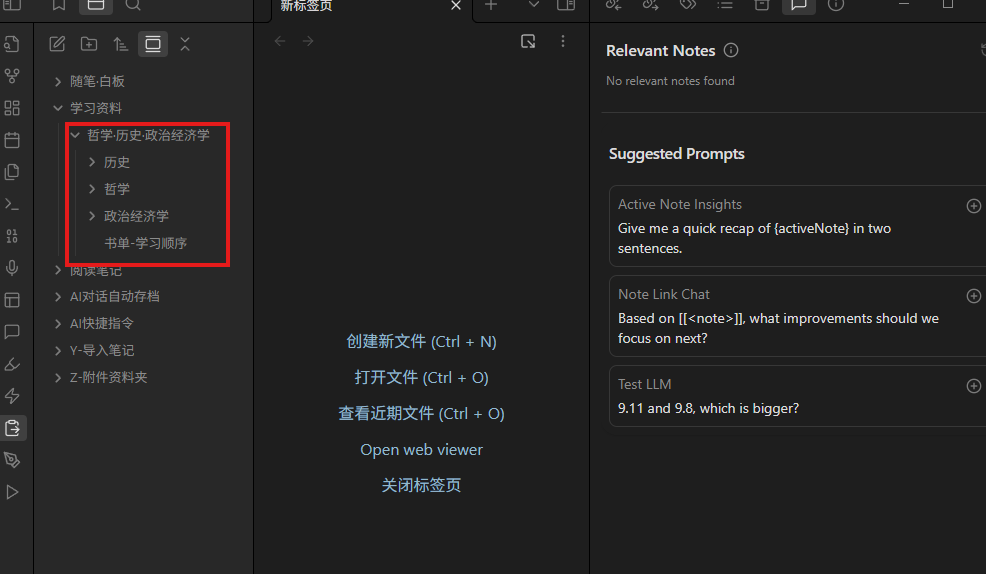 新标签页
随笔·白板
学习资料
哲学·历史·政治经济学
历史
哲学
政治经济学
书单-学习顺序
阅读笔记
AI对话自动存档
AI快捷指令
Y-导入笔记
Z-附件资料夹
创建新文件 (Ctrl + N)
打开文件 (Ctrl + O)
查看近期文件 (Ctrl + O)
Open web viewer
关闭标签页
Relevant Notes
No relevant notes found
Suggested Prompts
Active Note Insights
Give me a quick recap of {activeNote} in two
sentences.
Note Link Chat
Based on [[<note>]], what improvements should we
focus on next?
Test LLM
9.11 and 9.8, which is bigger?